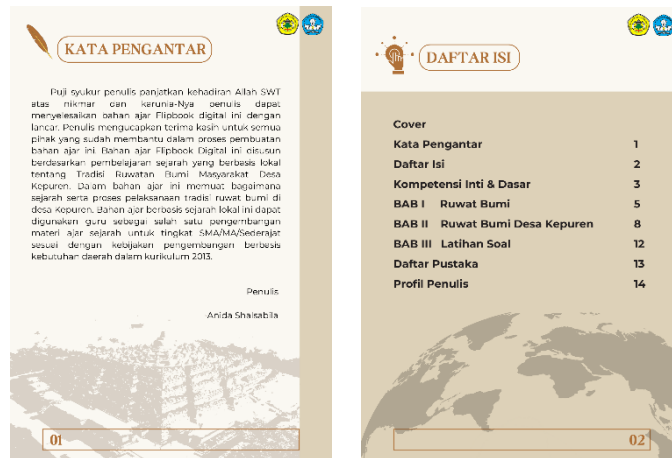 KATA PENGANTAR
Puji syukur penulis panjatkan kehadiran Allah SWT
atas nikmar dan karunia-Nya penulis dapat
menyelesaikan bahan ajar Flipbook digital ini dengan
lancar. Penulis mengucapkan terima kasih untuk semua
pihak yang sudah membantu dalam proses pembuatan
bahan ajar ini. Bahan ajar Flipbook Digital ini disusun
berdasarkan pembelajaran sejarah yang berbasis lokal
tentang Tradisi Ruwatan Bumi Masyarakat Desa
Kepuren. Dalam bahan ajar ini memuat bagaimana
sejarah serta proses pelaksanaan tradisi ruwat bumi di
desa Kepuren. Bahan ajar berbasis sejarah lokal ini dapat
digunakan guru sebagai salah satu pengembangan
materi ajar sejarah untuk tingkat SMA/MA/Sederajat
sesuai dengan kebijakan pengembangan berbasis
kebutuhan daerah dalam kurikulum 2013.
Penulis
Anida Shalsabila
01
DAFTAR ISI
Cover
Kata Pengantar 1
Daftar Isi 2
Kompetensi Inti & Dasar 3
BAB I Ruwat Bumi 5
BAB II Ruwat Bumi Desa Kepuren 8
BAB III Latihan Soal 12
Daftar Pustaka 13
Profil Penulis 14
02